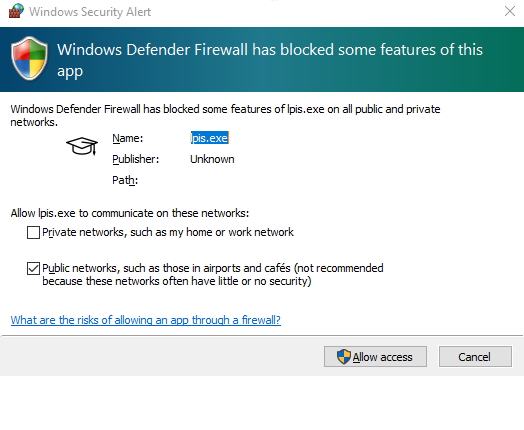 Windows Security Alert
Windows Defender Firewall has blocked some features of this
app
Windows Defender Firewall has blocked some features of lpis.exe on all public and private
networks.
Name: lpis.exe
Publisher: Unknown
Path:
Allow lpis.exe to communicate on these networks:
Private networks, such as my home or work network
Public networks, such as those in airports and cafés (not recommended
because these networks often have little or no security)
What are the risks of allowing an app through a firewall?
Allow access Cancel